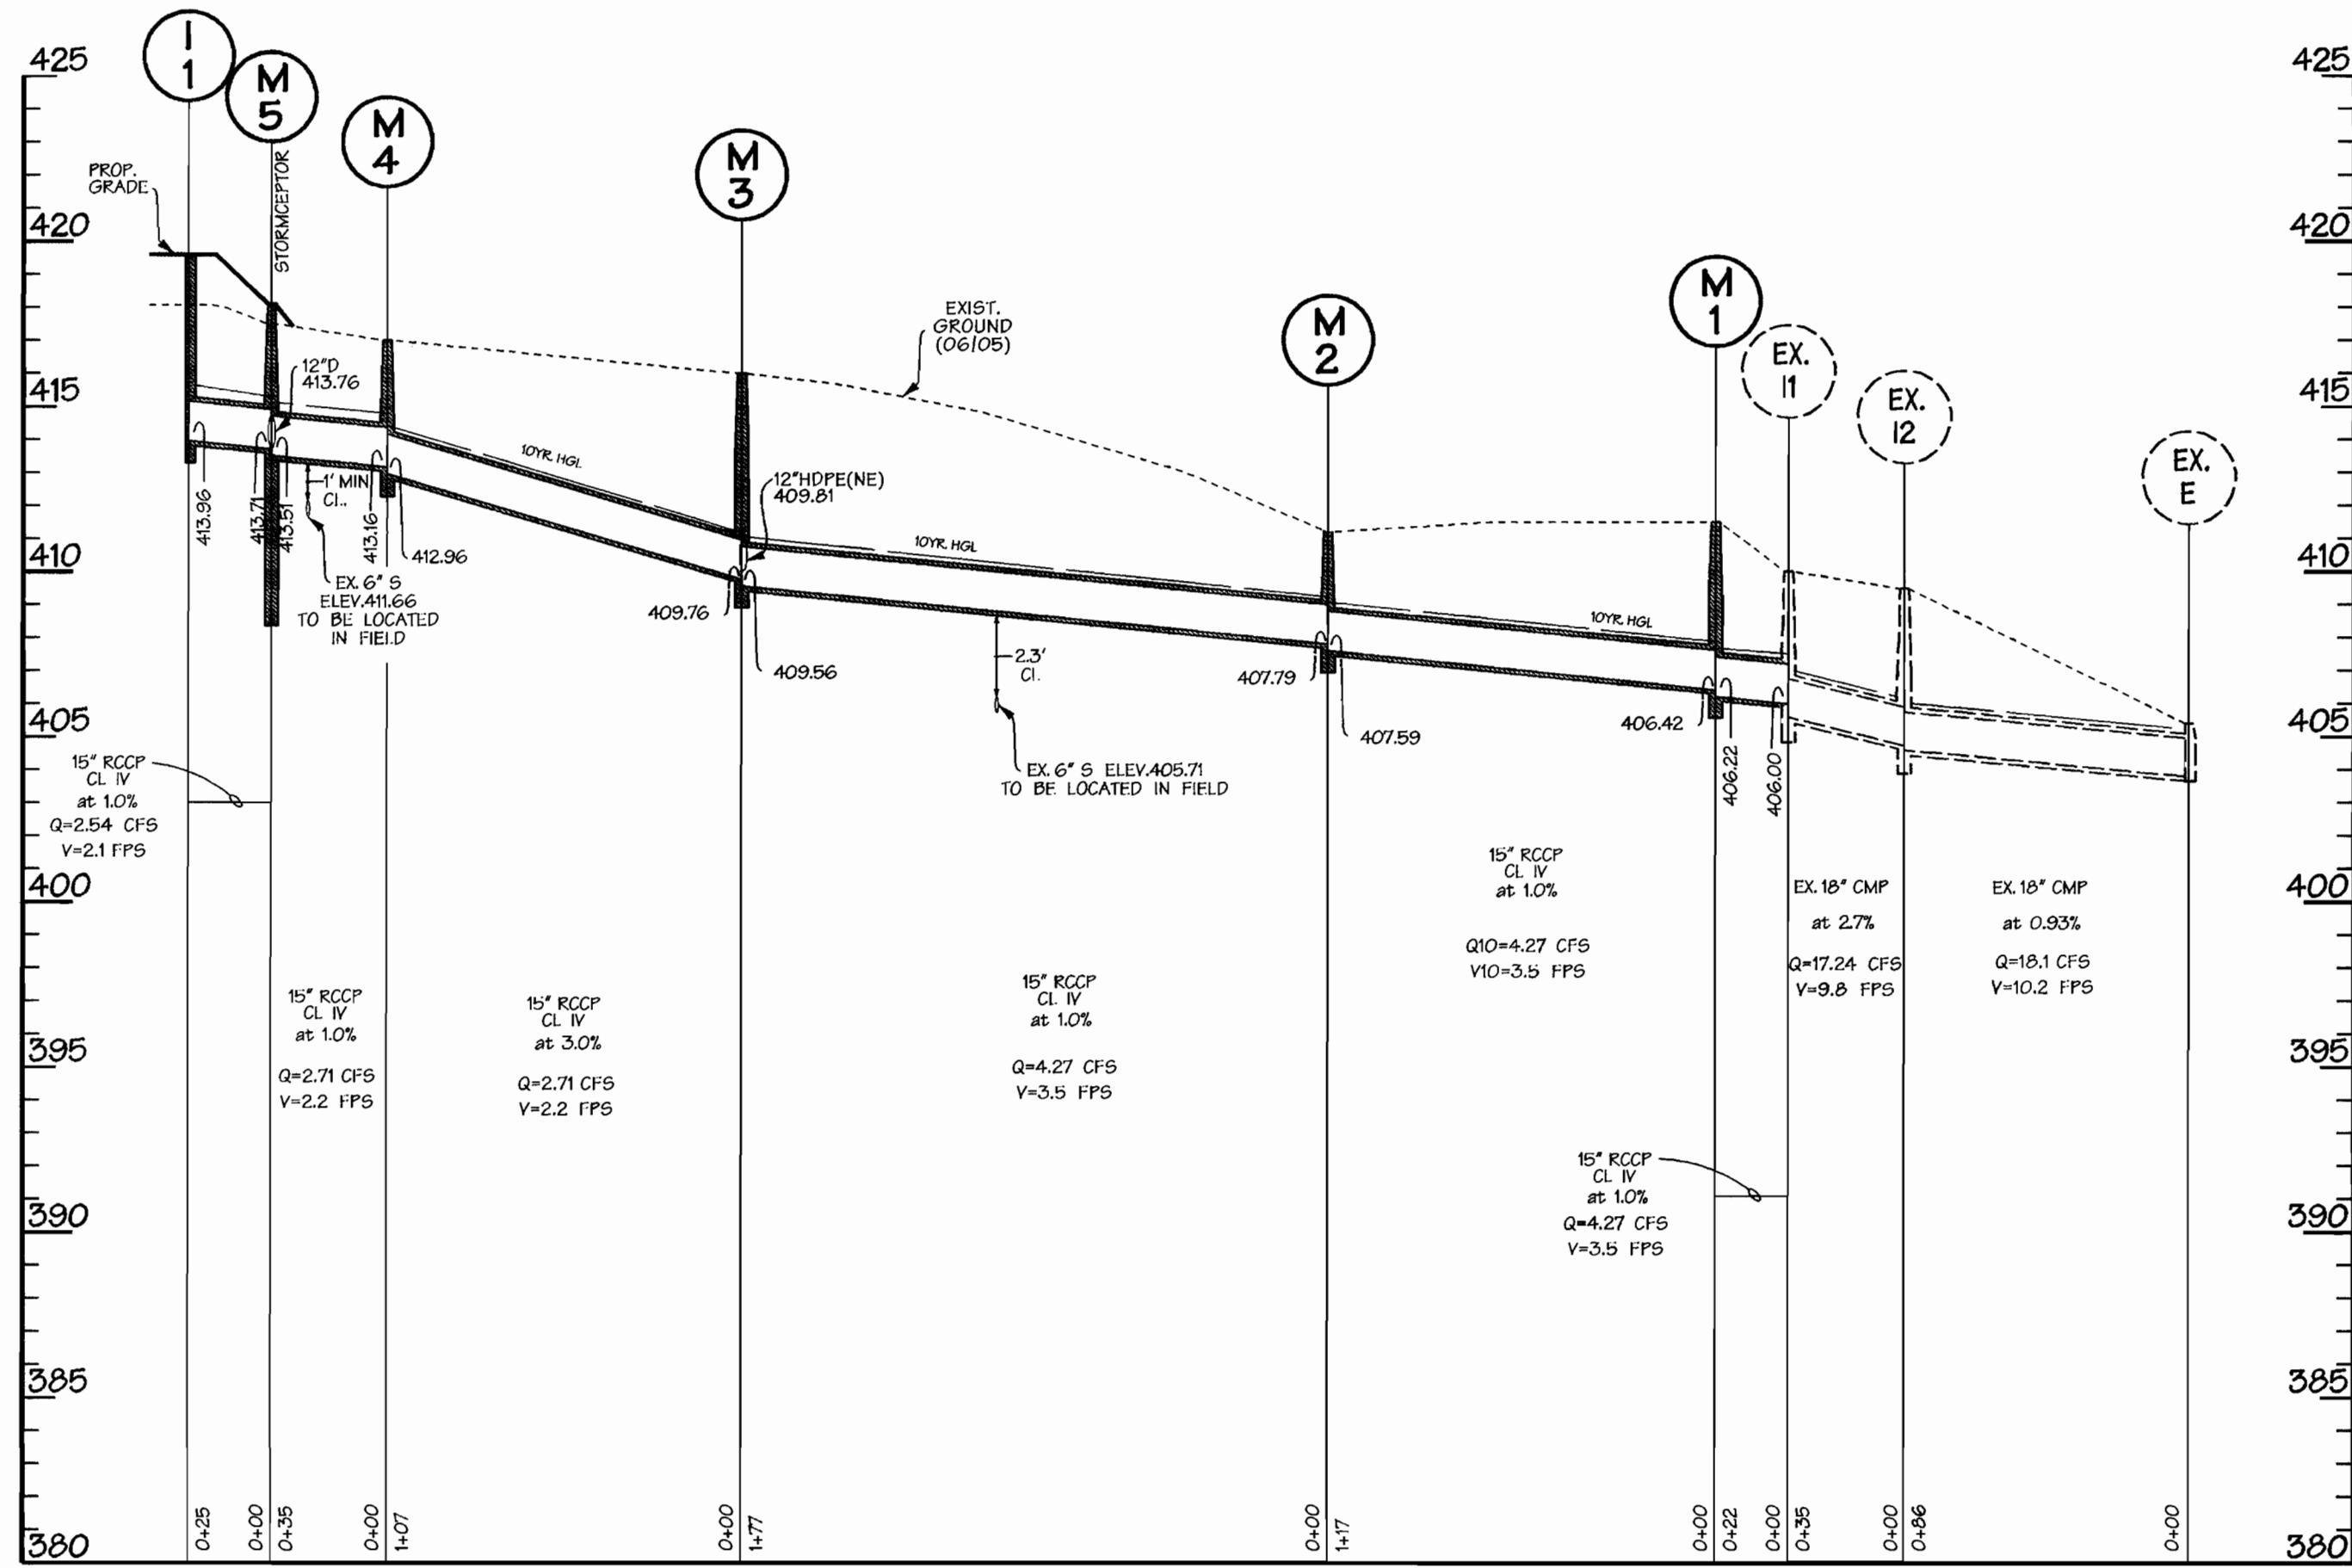 I
1
M
5
M
4
M
3
M
2
M
1
EX.
I1
EX.
I2
EX.
E
425
420
415
410
405
400
395
390
385
380
425
420
415
410
405
400
395
390
385
380
PROP.
GRADE
STORMCEPTOR
12"D
413.76
EXIST.
GROUND
(06/05)
10YR. HGL
10YR. HGL
10YR. HGL
12"HDPE(NE)
409.81
1' MIN
Cl..
413.96
413.71
413.51
413.16
412.96
409.76
409.56
407.79
407.59
406.42
406.22
406.00
EX. 6" S
ELEV.411.66
TO BE LOCATED
IN FIELD
2.3'
Cl.
EX. 6" S ELEV.405.71
TO BE LOCATED IN FIELD
15" RCCP
CL IV
at 1.0%
Q=2.54 CFS
V=2.1 FPS
15" RCCP
CL IV
at 1.0%
Q=2.71 CFS
V=2.2 FPS
15" RCCP
CL IV
at 3.0%
Q=2.71 CFS
V=2.2 FPS
15" RCCP
CL IV
at 1.0%
Q=4.27 CFS
V=3.5 FPS
15" RCCP
CL IV
at 1.0%
Q10=4.27 CFS
V10=3.5 FPS
15" RCCP
CL IV
at 1.0%
Q=4.27 CFS
V=3.5 FPS
EX. 18" CMP
at 2.7%
Q=17.24 CFS
V=9.8 FPS
EX. 18" CMP
at 0.93%
Q=18.1 CFS
V=10.2 FPS
0+25
0+00
0+35
0+00
1+07
0+00
1+77
0+00
1+17
0+00
0+22
0+00
0+35
0+00
0+86
0+00